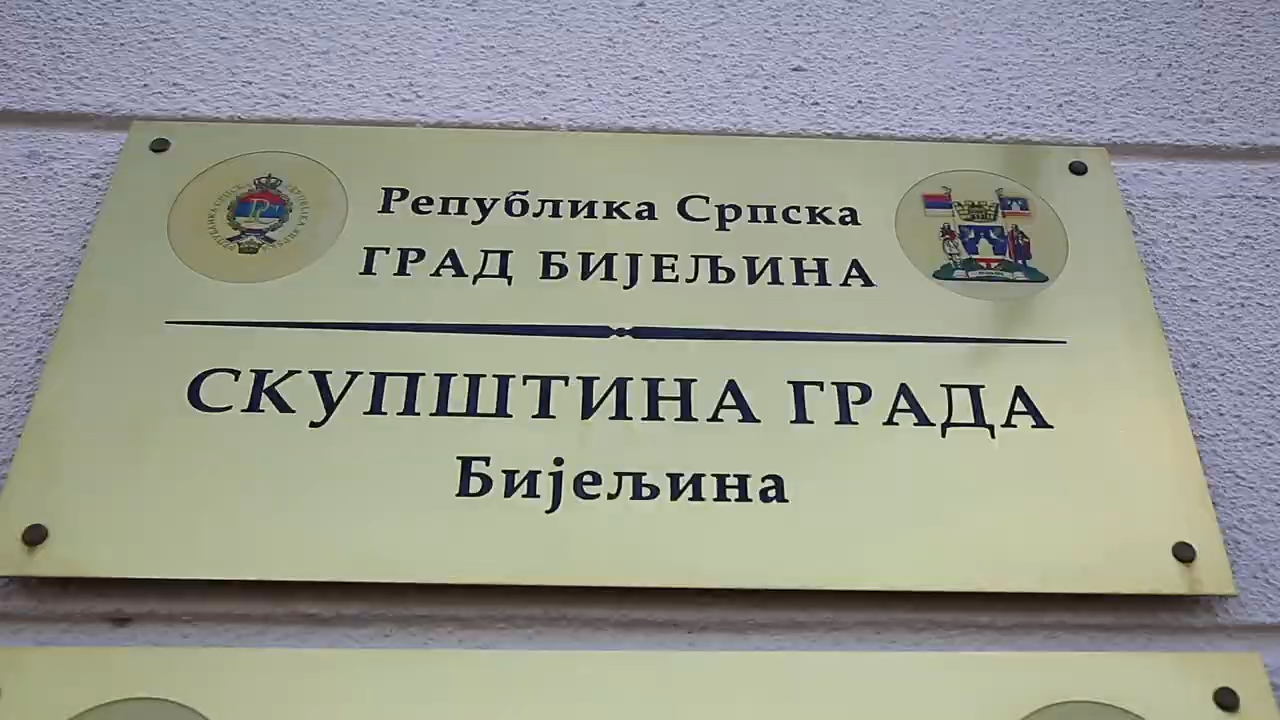 Република Српска
ГРАД БИЈЕЉИНА
СКУПШТИНА ГРАДА
Бијељина